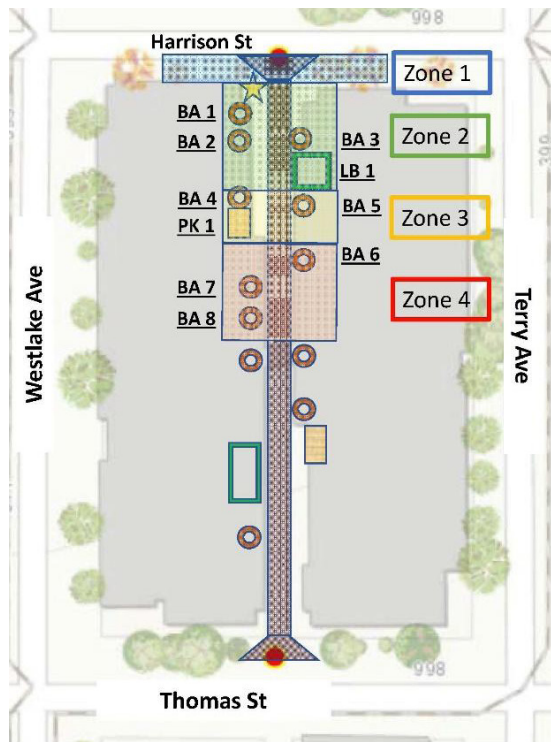 998
Harrison St
Zone 1
BA 1
Zone 2
BA 2
BA 3
LB 1
399
BA 4
BA 5
Zone 3
PK 1
BA 6
BA 7
Zone 4
BA 8
Westlake Ave
Terry Ave
998
Thomas St